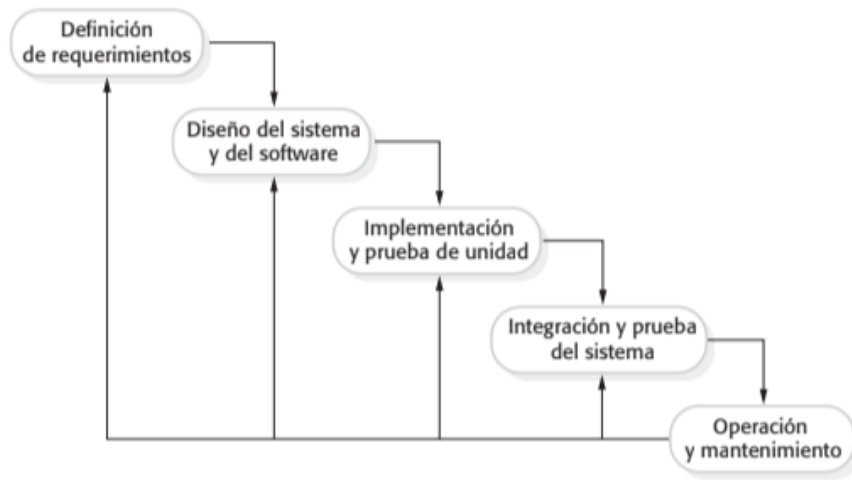 Definición
de requerimientos
Diseño del sistema
y del software
Implementación
y prueba de unidad
Integración y prueba
del sistema
Operación
y mantenimiento